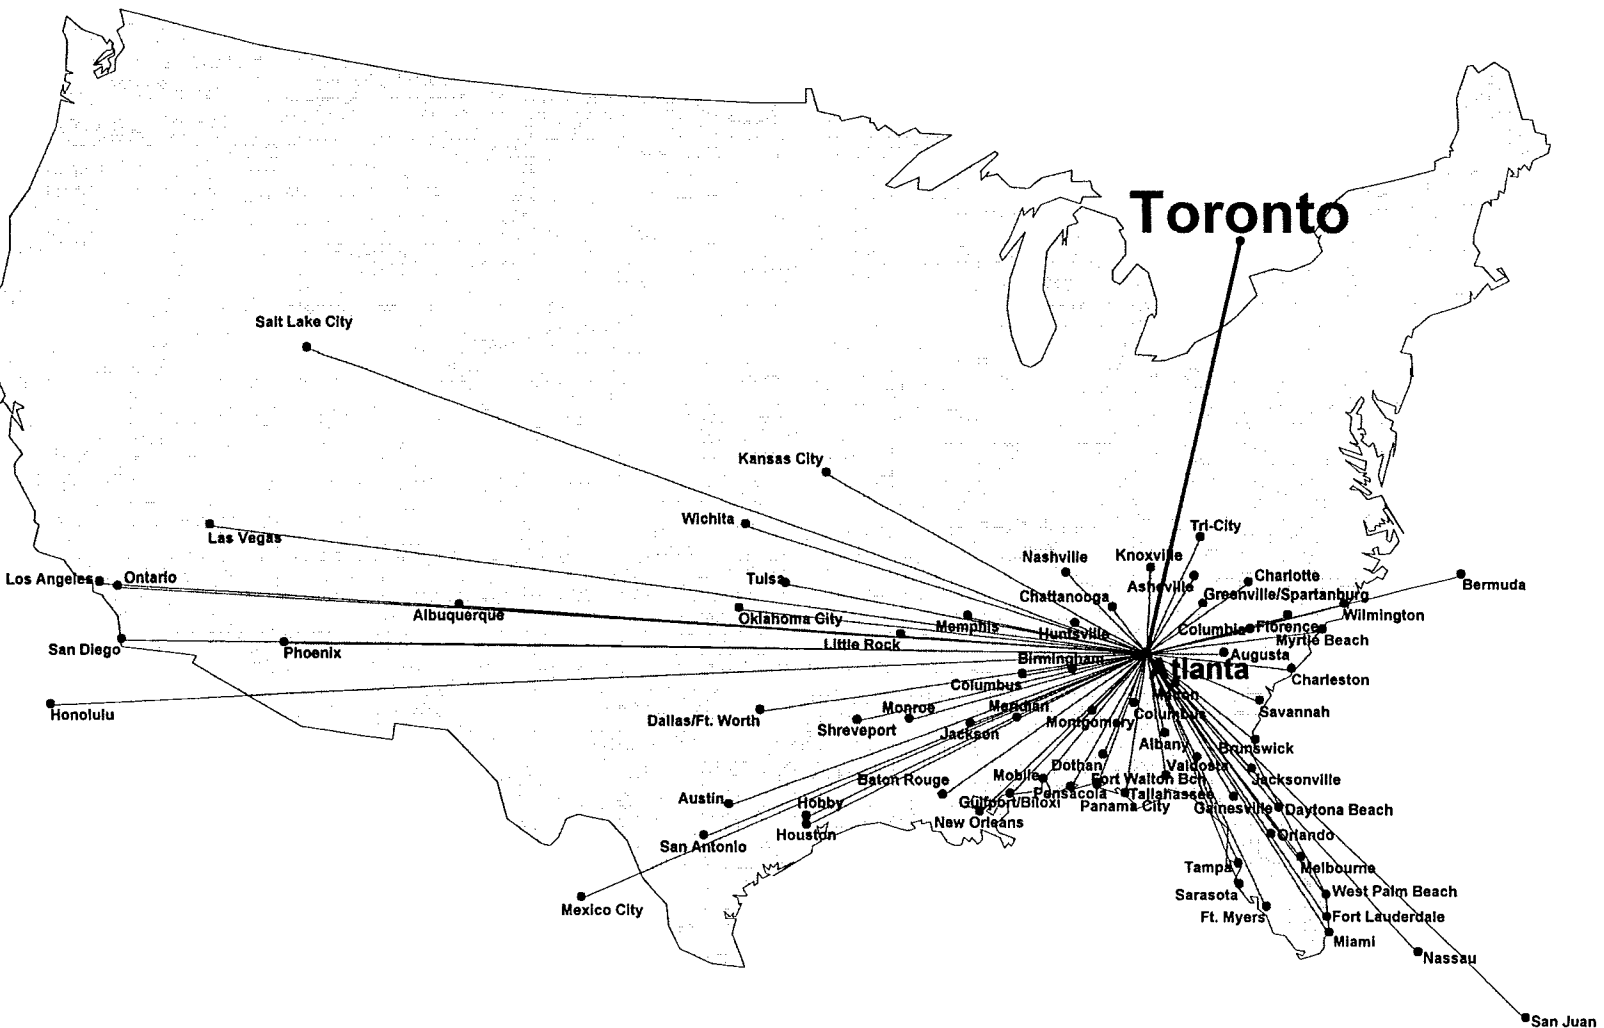 Toronto
Salt Lake City
Kansas City
Wichita
Tri-City
Las Vegas
Nashville
Knoxville
Los Angeles
Ontario
Tulsa
Asheville
Charlotte
Bermuda
Chattanooga
Greenville/Spartanburg
Albuquerque
Oklahoma City
Memphis
Huntsville
Columbia
Florence
Wilmington
San Diego
Phoenix
Little Rock
Myrtle Beach
Birmingham
Augusta
Atlanta
Charleston
Columbus
Macon
Honolulu
Dallas/Ft. Worth
Monroe
Meridian
Columbus
Savannah
Shreveport
Jackson
Montgomery
Albany
Brunswick
Dothan
Valdosta
Baton Rouge
Mobile
Fort Walton Bch
Jacksonville
Austin
Hobby
Gulfport/Biloxi
Pensacola
Tallahassee
Panama City
Gainesville
Daytona Beach
New Orleans
Houston
Orlando
San Antonio
Tampa
Melbourne
Sarasota
West Palm Beach
Mexico City
Ft. Myers
Fort Lauderdale
Miami
Nassau
San Juan